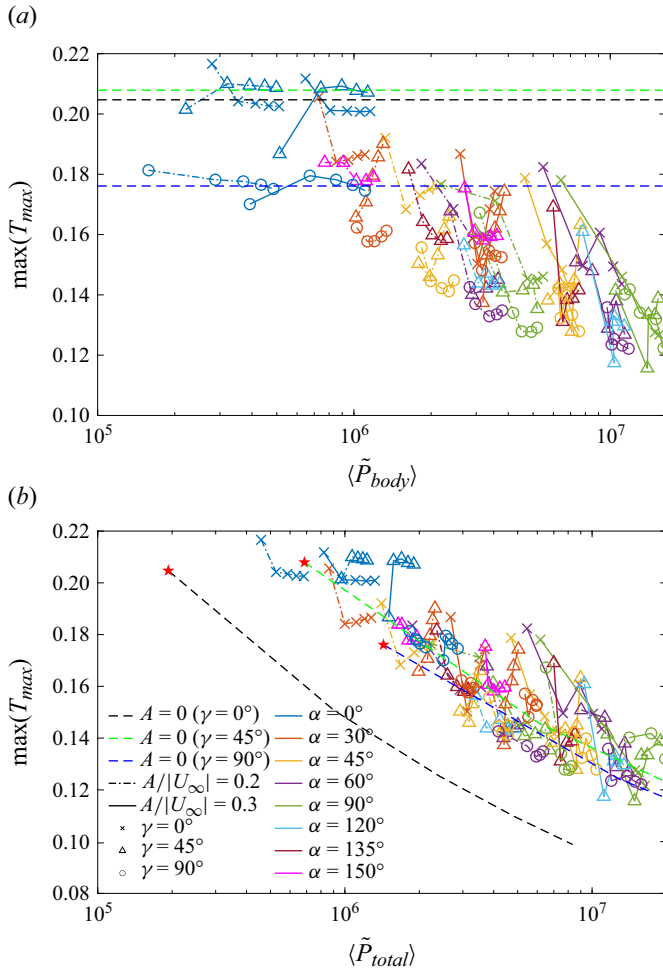 (a)
0.22
0.20
0.18
0.16
0.14
0.12
0.10
max(T_max)
10^5
10^6
10^7
⟨P̃_body⟩
(b)
0.22
0.20
0.18
0.16
0.14
0.12
0.10
0.08
max(T_max)
A = 0 (γ = 0°)
A = 0 (γ = 45°)
A = 0 (γ = 90°)
A/|U_∞| = 0.2
A/|U_∞| = 0.3
γ = 0°
γ = 45°
γ = 90°
α = 0°
α = 30°
α = 45°
α = 60°
α = 90°
α = 120°
α = 135°
α = 150°
10^5
10^6
10^7
⟨P̃_total⟩